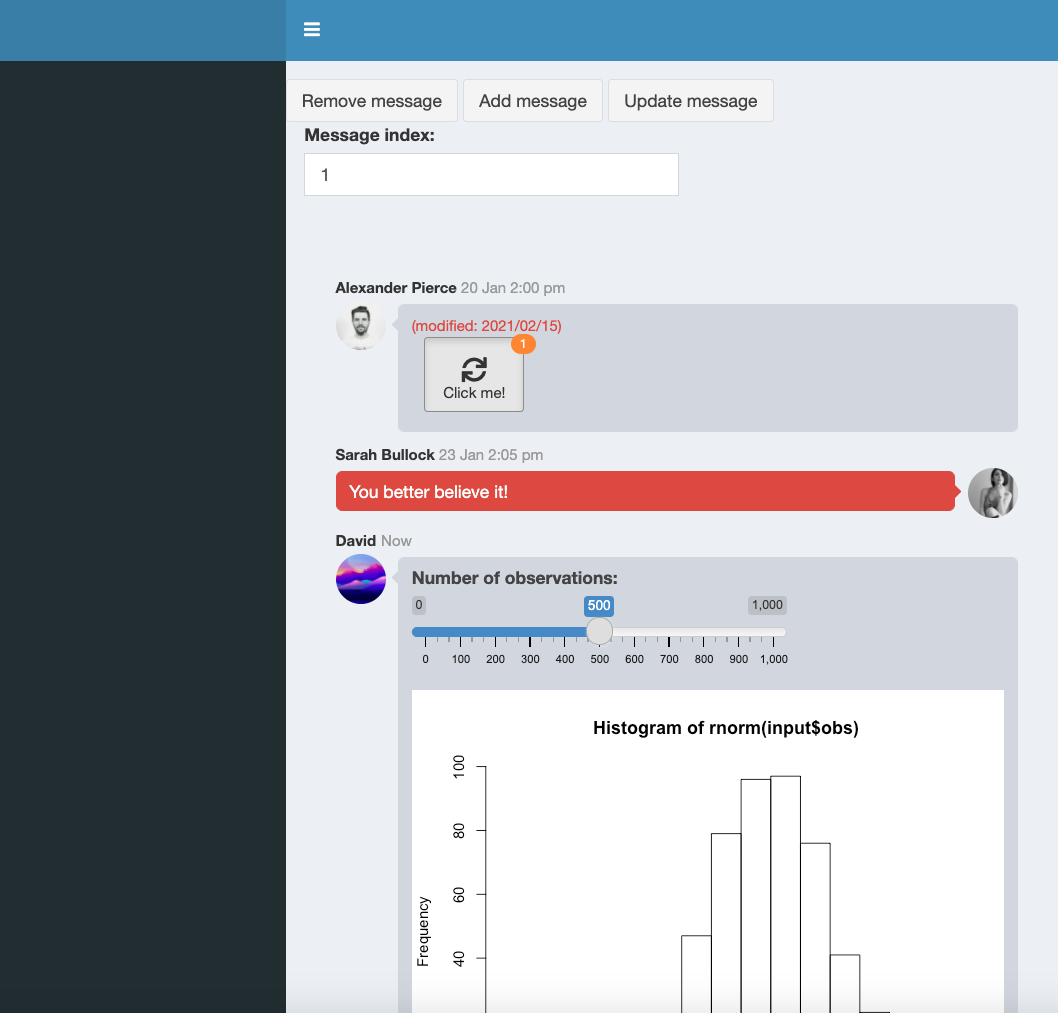 Remove message Add message Update message
Message index:
1
Alexander Pierce 20 Jan 2:00 pm
(modified: 2021/02/15)
1
Click me!
Sarah Bullock 23 Jan 2:05 pm
You better believe it!
David Now
Number of observations:
0 500 1,000
0 100 200 300 400 500 600 700 800 900 1,000
Histogram of rnorm(input$obs)
100
80
60
40
Frequency